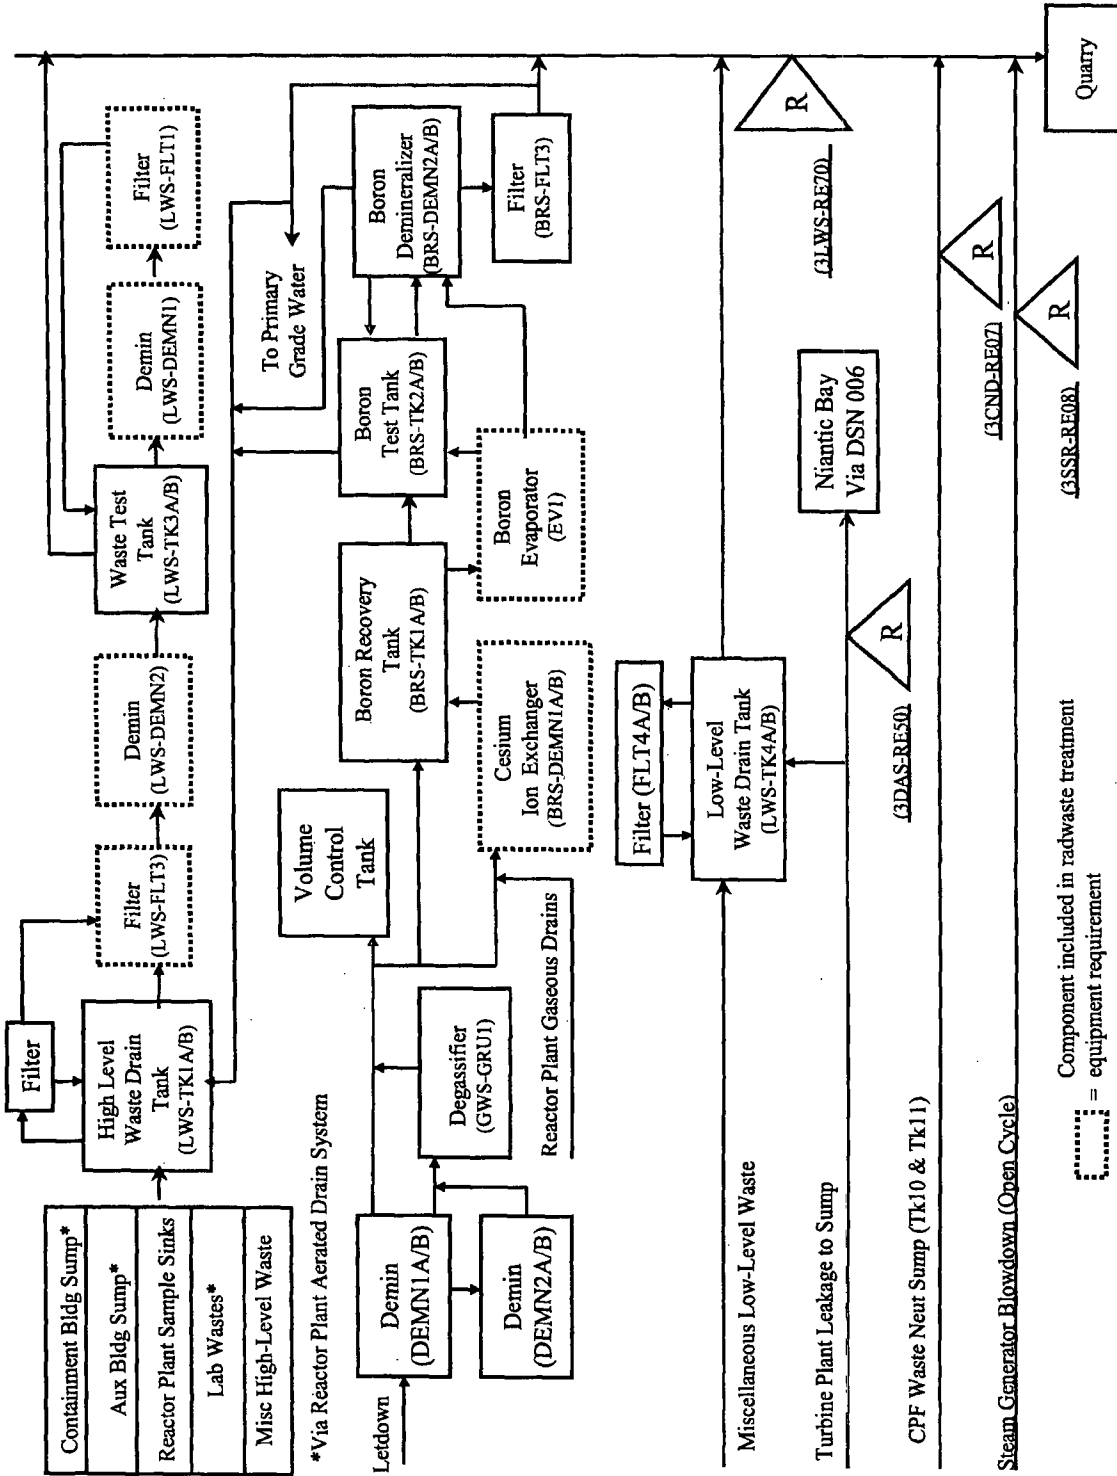 Containment Bldg Sump*
Aux Bldg Sump*
Reactor Plant Sample Sinks
Lab Wastes*
Misc High-Level Waste
*Via Reactor Plant Aerated Drain System
Filter
High Level
Waste Drain
Tank
(LWS-TK1A/B)
Filter
(LWS-FLT3)
Demin
(LWS-DEMN2)
Waste Test
Tank
(LWS-TK3A/B)
Demin
(LWS-DEMN1)
Filter
(LWS-FLT1)
Letdown
Demin
(DEMN1A/B)
Demin
(DEMN2A/B)
Degassifier
(GWS-GRU1)
Reactor Plant Gaseous Drains
Volume
Control
Tank
Cesium
Ion Exchanger
(BRS-DEMN1A/B)
Boron Recovery
Tank
(BRS-TK1A/B)
Boron
Evaporator
(EV1)
Boron
Test Tank
(BRS-TK2A/B)
To Primary
Grade Water
Boron
Demineralizer
(BRS-DEMN2A/B)
Filter
(BRS-FLT3)
Miscellaneous Low-Level Waste
Filter (FLT4A/B)
Low-Level
Waste Drain Tank
(LWS-TK4A/B)
R
(3LWS-RE70)
Turbine Plant Leakage to Sump
R
(3DAS-RE50)
Niantic Bay
Via DSN 006
CPF Waste Neut Sump (Tk10 & Tk11)
R
(3CND-RE07)
Steam Generator Blowdown (Open Cycle)
R
(3SSR-RE08)
Quarry
Component included in radwaste treatment
= equipment requirement